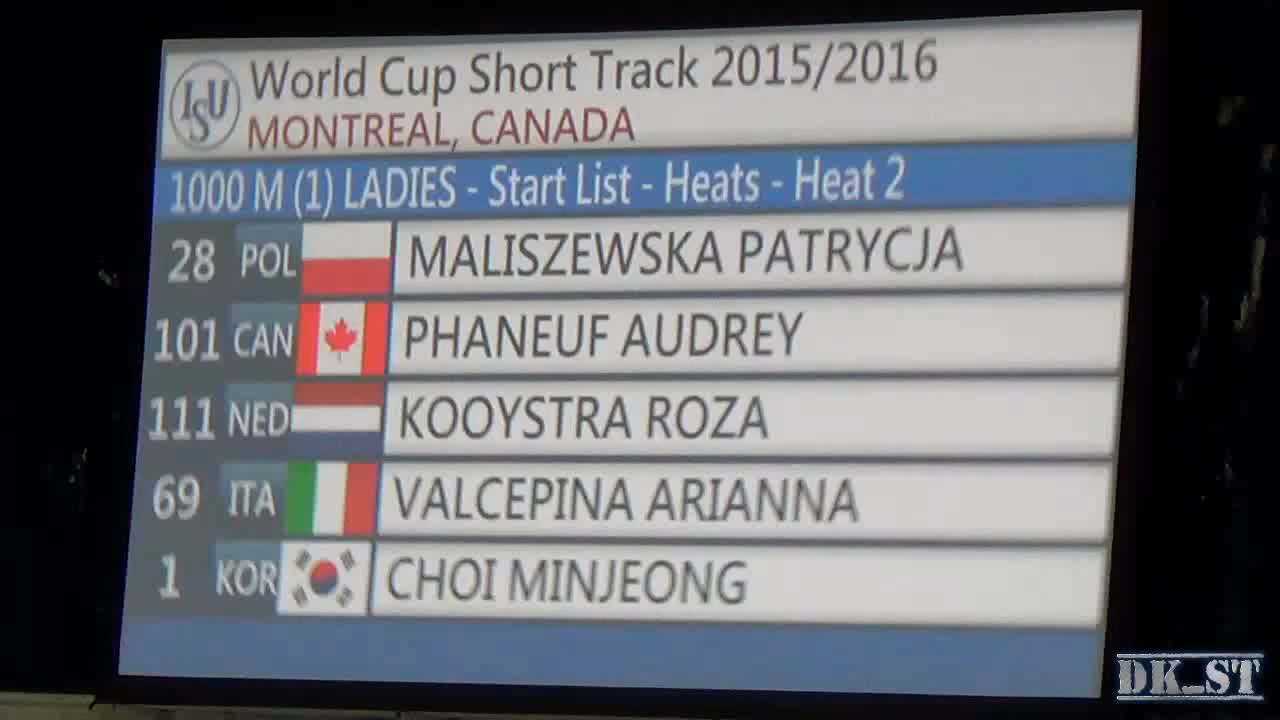 ISU
World Cup Short Track 2015/2016
MONTREAL, CANADA
1000 M (1) LADIES - Start List - Heats - Heat 2
28 POL MALISZEWSKA PATRYCJA
101 CAN PHANEUF AUDREY
111 NED KOOYSTRA ROZA
69 ITA VALCEPINA ARIANNA
1 KOR CHOI MINJEONG
DK_ST